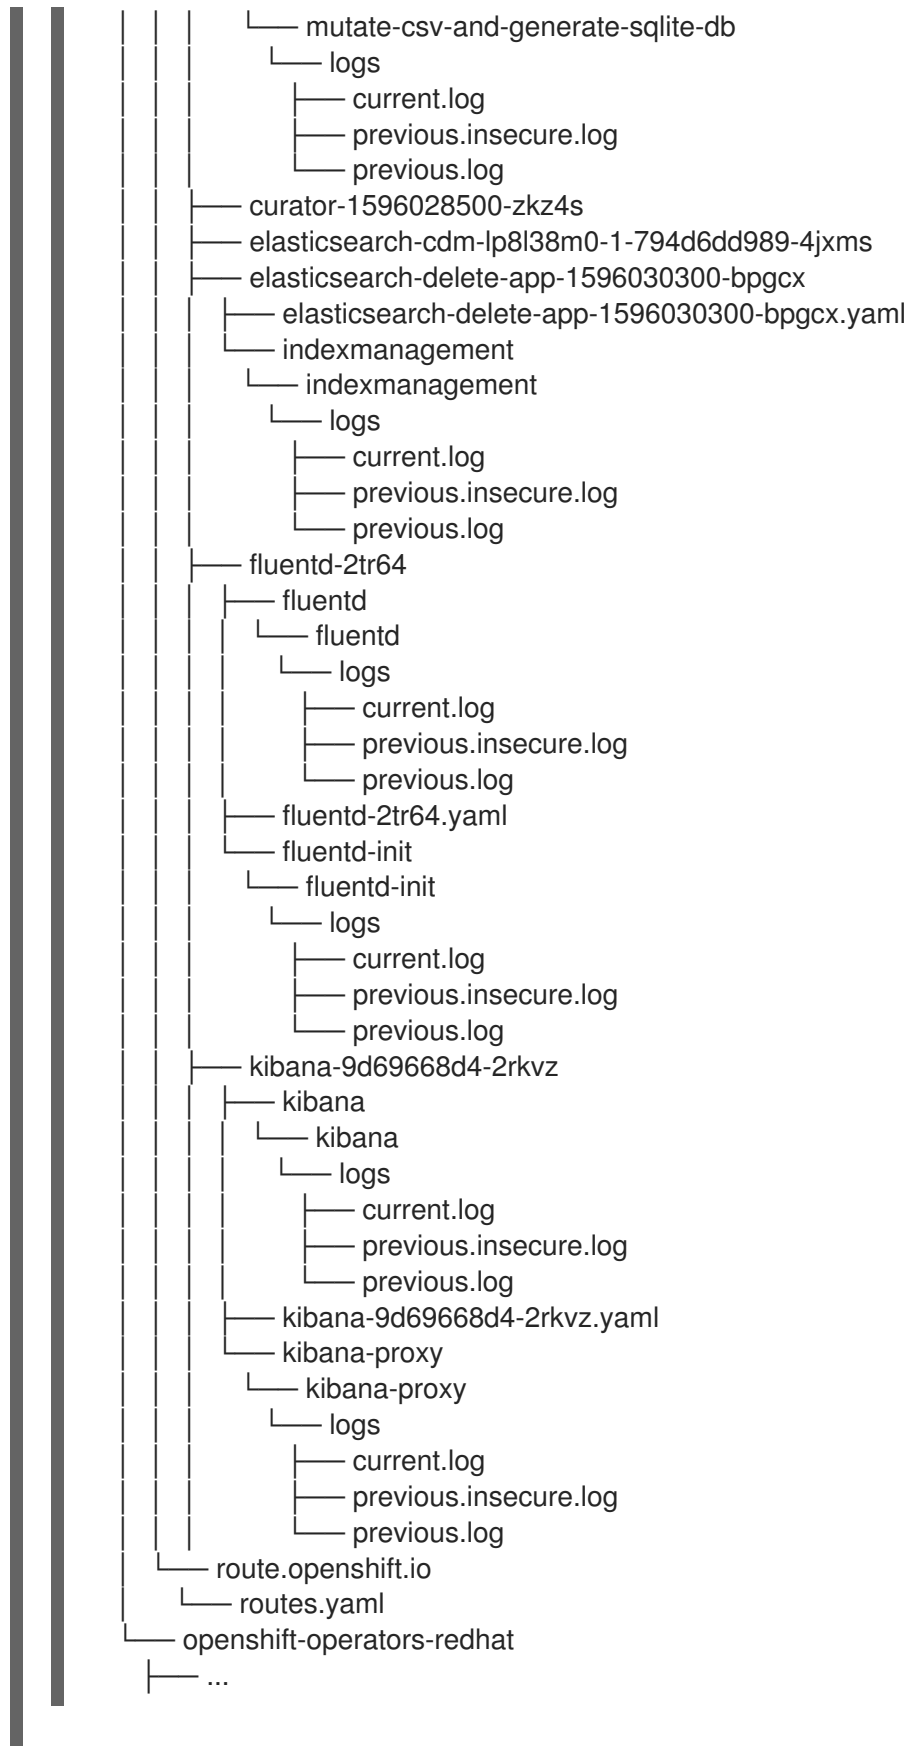 │ │ │ └── mutate-csv-and-generate-sqlite-db
│ │ │ └── logs
│ │ │ ├── current.log
│ │ │ ├── previous.insecure.log
│ │ │ └── previous.log
│ │ ├── curator-1596028500-zkz4s
│ │ ├── elasticsearch-cdm-lp8l38m0-1-794d6dd989-4jxms
│ │ ├── elasticsearch-delete-app-1596030300-bpgcx
│ │ │ ├── elasticsearch-delete-app-1596030300-bpgcx.yaml
│ │ │ └── indexmanagement
│ │ │ └── indexmanagement
│ │ │ └── logs
│ │ │ ├── current.log
│ │ │ ├── previous.insecure.log
│ │ │ └── previous.log
│ │ ├── fluentd-2tr64
│ │ │ ├── fluentd
│ │ │ │ └── fluentd
│ │ │ │ └── logs
│ │ │ │ ├── current.log
│ │ │ │ ├── previous.insecure.log
│ │ │ │ └── previous.log
│ │ │ ├── fluentd-2tr64.yaml
│ │ │ └── fluentd-init
│ │ │ └── fluentd-init
│ │ │ └── logs
│ │ │ ├── current.log
│ │ │ ├── previous.insecure.log
│ │ │ └── previous.log
│ │ ├── kibana-9d69668d4-2rkvz
│ │ │ ├── kibana
│ │ │ │ └── kibana
│ │ │ │ └── logs
│ │ │ │ ├── current.log
│ │ │ │ ├── previous.insecure.log
│ │ │ │ └── previous.log
│ │ │ ├── kibana-9d69668d4-2rkvz.yaml
│ │ │ └── kibana-proxy
│ │ │ └── kibana-proxy
│ │ │ └── logs
│ │ │ ├── current.log
│ │ │ ├── previous.insecure.log
│ │ │ └── previous.log
│ └── route.openshift.io
│ └── routes.yaml
└── openshift-operators-redhat
├── ...